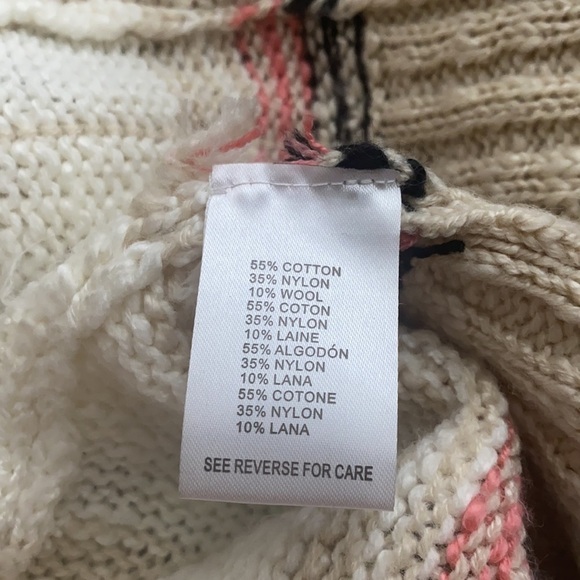 55% COTTON
35% NYLON
10% WOOL
55% COTON
35% NYLON
10% LAINE
55% ALGODÓN
35% NYLON
10% LANA
55% COTONE
35% NYLON
10% LANA
SEE REVERSE FOR CARE